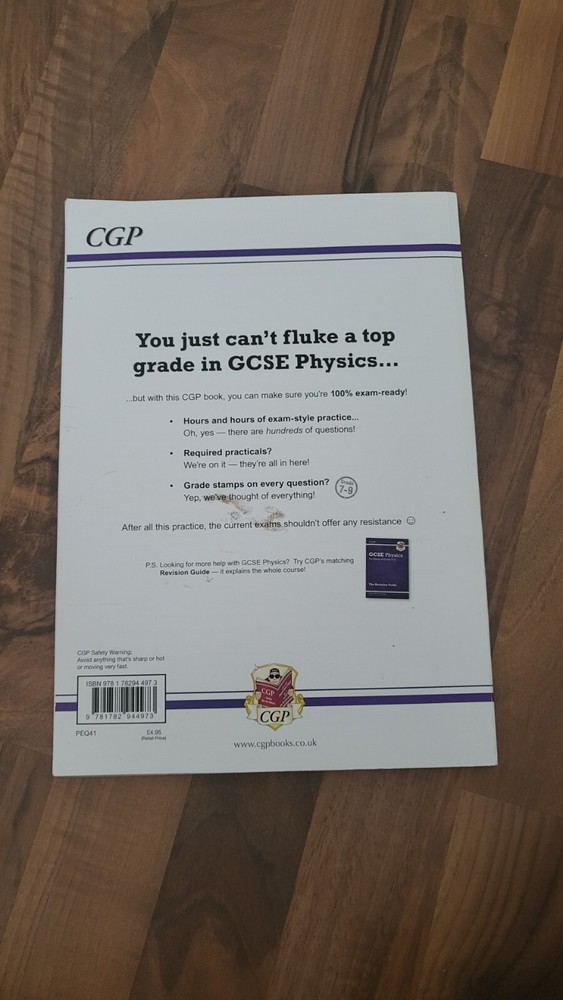 CGP
You just can't fluke a top
grade in GCSE Physics...
...but with this CGP book, you can make sure you're 100% exam-ready!
• Hours and hours of exam-style practice...
Oh, yes — there are hundreds of questions!
• Required practicals?
We're on it — they're all in here!
• Grade stamps on every question?
Yep, we've thought of everything!
Grade
7-9
After all this practice, the current exams shouldn't offer any resistance ☺
P.S. Looking for more help with GCSE Physics? Try CGP's matching
Revision Guide — it explains the whole course!
GCSE Physics
The Revision Guide
CGP Safety Warning:
Avoid anything that's sharp or hot
or moving very fast.
ISBN 978 1 78294 497 3
9 781782 944973
PEQ41
£4.95
(Retail Price)
CGP
CGP
www.cgpbooks.co.uk